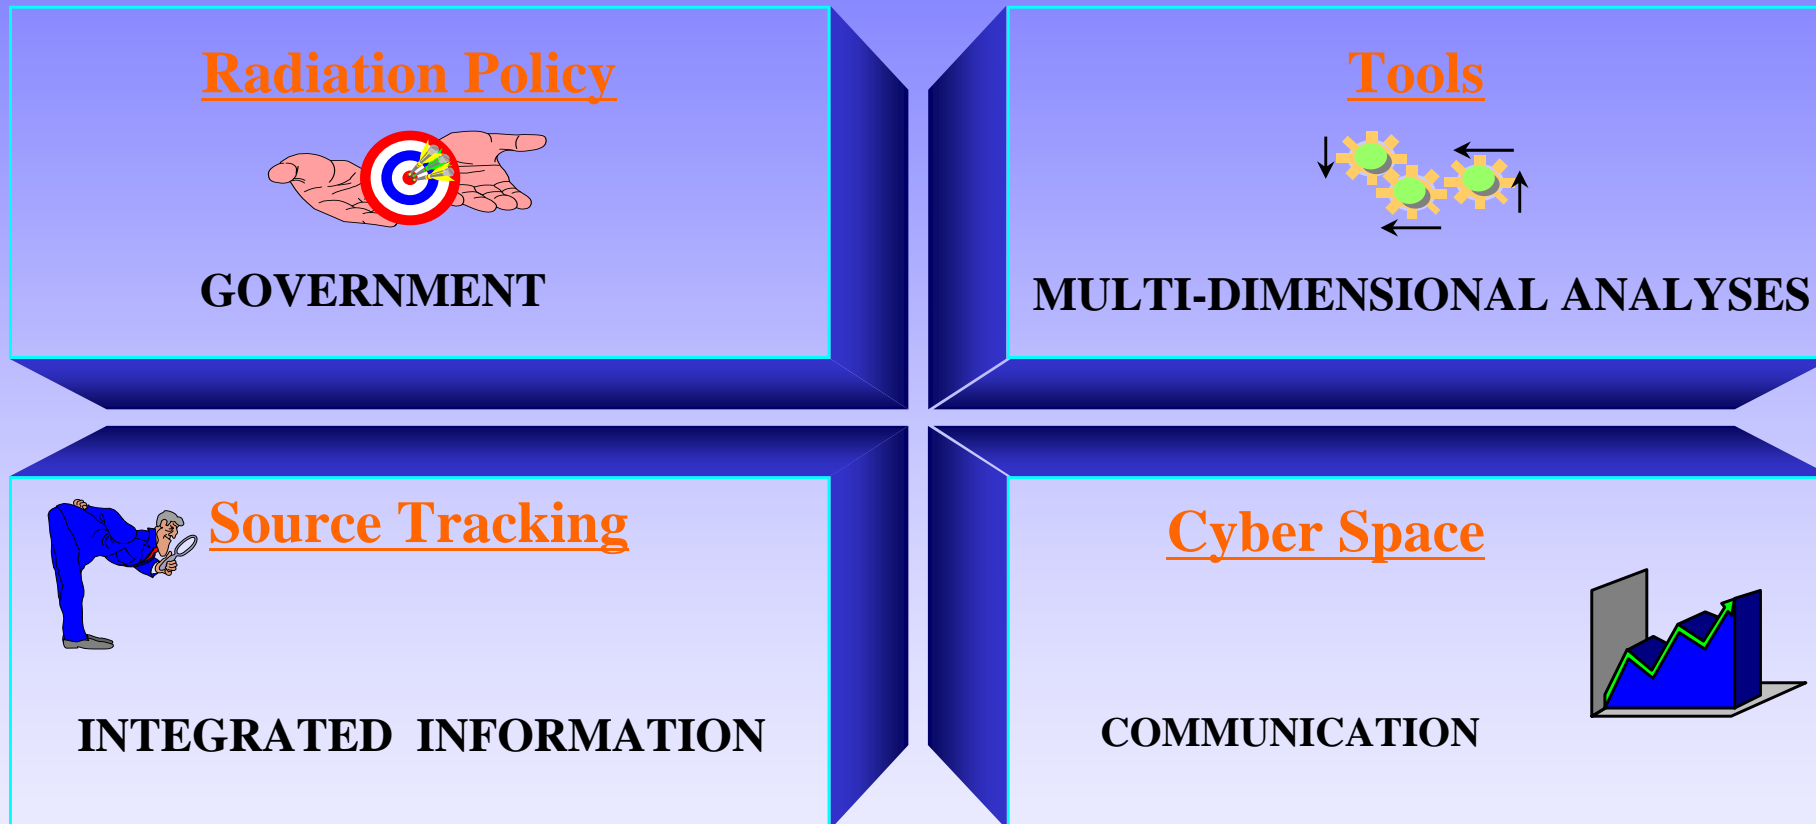 Radiation Policy
GOVERNMENT
Tools
MULTI-DIMENSIONAL ANALYSES
Source Tracking
INTEGRATED INFORMATION
Cyber Space
COMMUNICATION